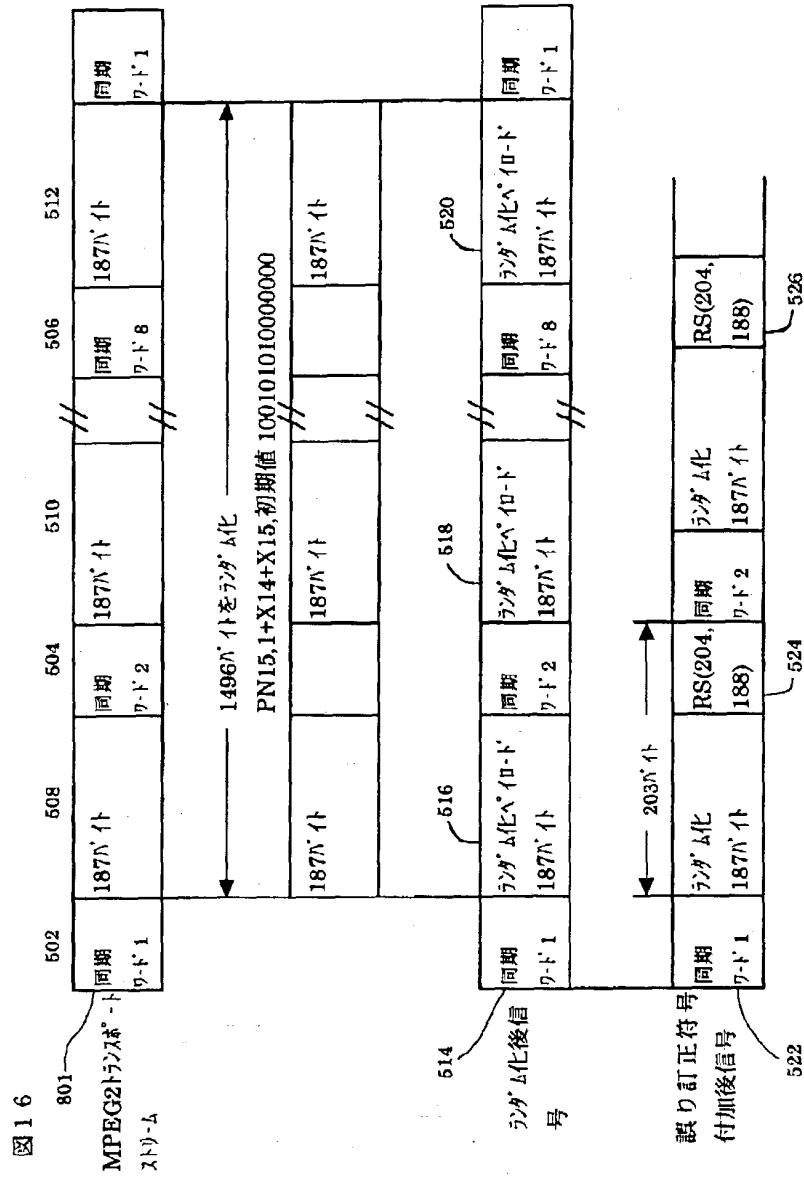 図16
801
MPEG2トランスポート
ストリーム
502
508
504
510
506
512
同期
ワード1
187バイト
同期
ワード2
187バイト
同期
ワード8
187バイト
同期
ワード1
1496バイトをランダム化
PN15,1+X14+X15,初期値 100101010000000
187バイト
187バイト
187バイト
514
516
518
520
ランダム化後信
号
同期
ワード1
ランダム化ペイロード
187バイト
同期
ワード2
ランダム化ペイロード
187バイト
同期
ワード8
ランダム化ペイロード
187バイト
同期
ワード1
203バイト
誤り訂正符号
付加後信号
同期
ワード1
ランダム化
187バイト
RS(204,
188)
同期
ワード2
ランダム化
187バイト
RS(204,
188)
522
524
526